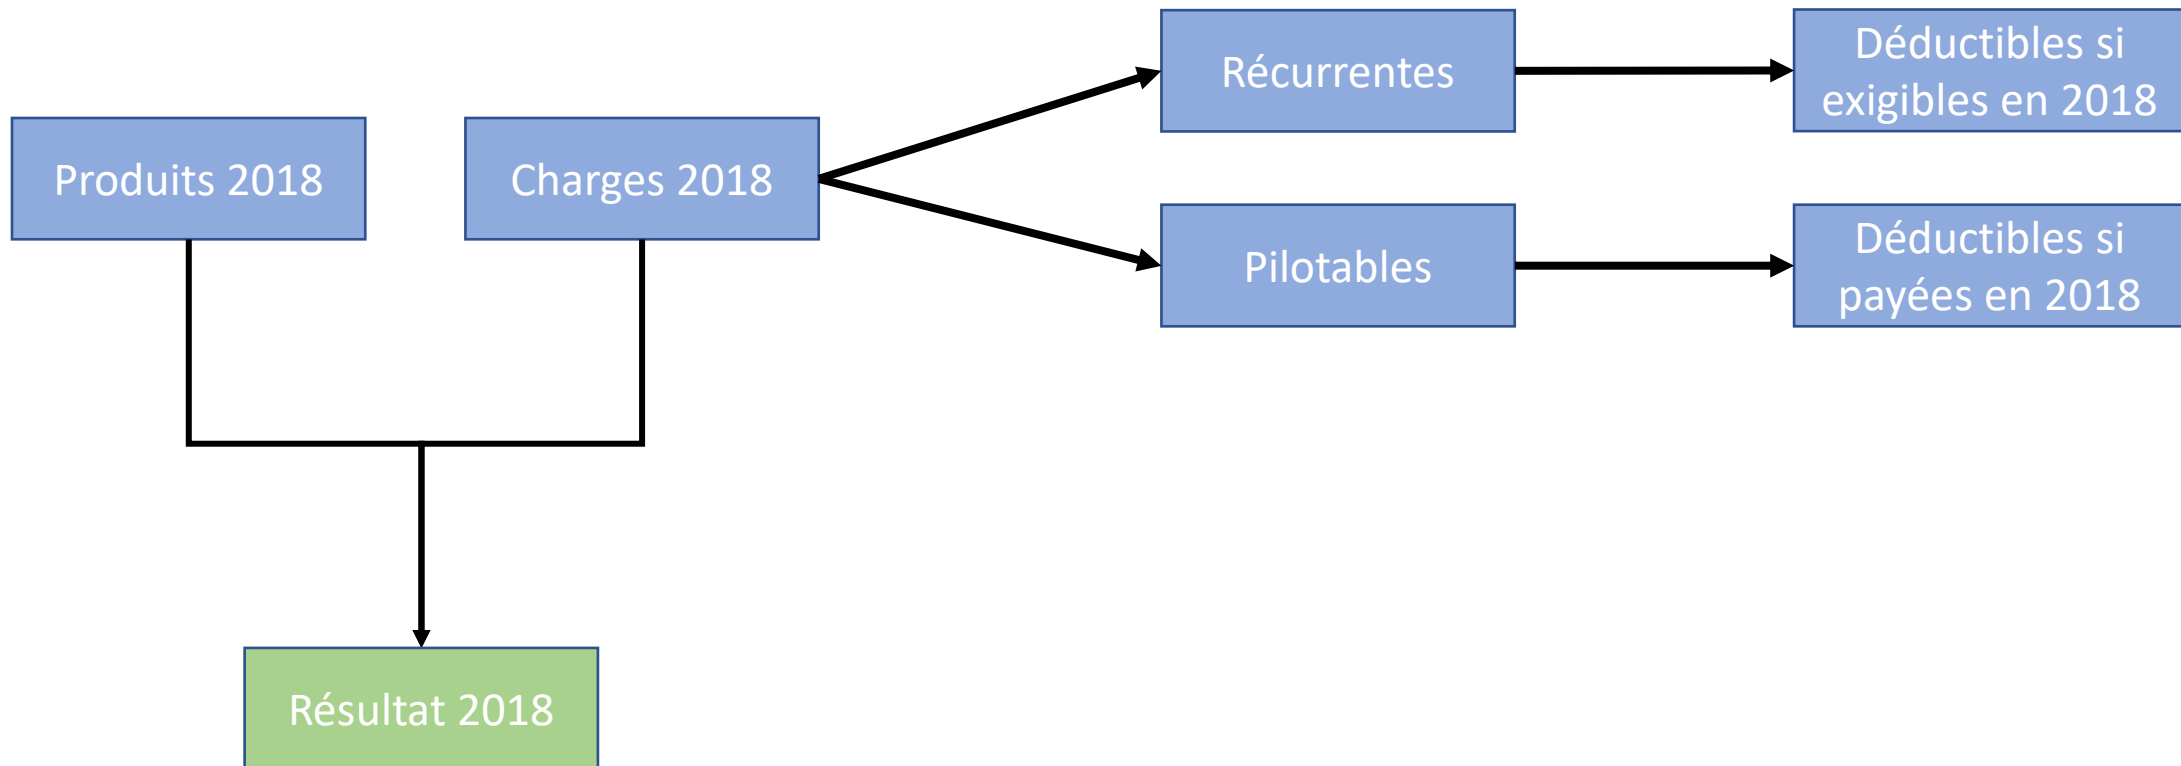 Produits 2018
Charges 2018
Récurrentes
Déductibles si
exigibles en 2018
Pilotables
Déductibles si
payées en 2018
Résultat 2018